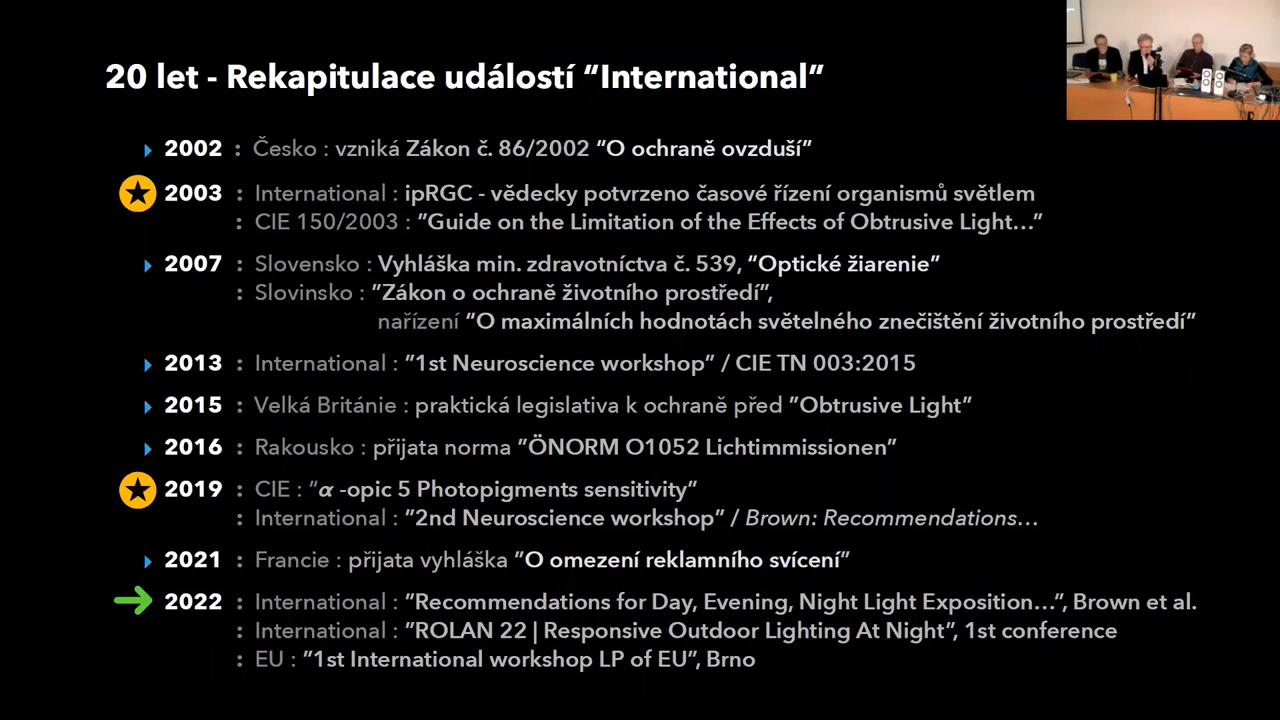 20 let - Rekapitulace událostí “International”
2002 : Česko : vzniká Zákon č. 86/2002 “O ochraně ovzduší”
2003 : International : ipRGC - vědecky potvrzeno časové řízení organismů světlem
: CIE 150/2003 : ”Guide on the Limitation of the Effects of Obtrusive Light…”
2007 : Slovensko : Vyhláška min. zdravotníctva č. 539, “Optické žiarenie”
: Slovinsko : ”Zákon o ochraně životního prostředí”,
nařízení ”O maximálních hodnotách světelného znečištění životního prostředí”
2013 : International : ”1st Neuroscience workshop” / CIE TN 003:2015
2015 : Velká Británie : praktická legislativa k ochraně před ”Obtrusive Light”
2016 : Rakousko : přijata norma ”ÖNORM O1052 Lichtimmissionen”
2019 : CIE : “α -opic 5 Photopigments sensitivity”
: International : ”2nd Neuroscience workshop” / Brown: Recommendations…
2021 : Francie : přijata vyhláška ”O omezení reklamního svícení”
2022 : International : ”Recommendations for Day, Evening, Night Light Exposition…”, Brown et al.
: International : ”ROLAN 22 | Responsive Outdoor Lighting At Night”, 1st conference
: EU : ”1st International workshop LP of EU”, Brno